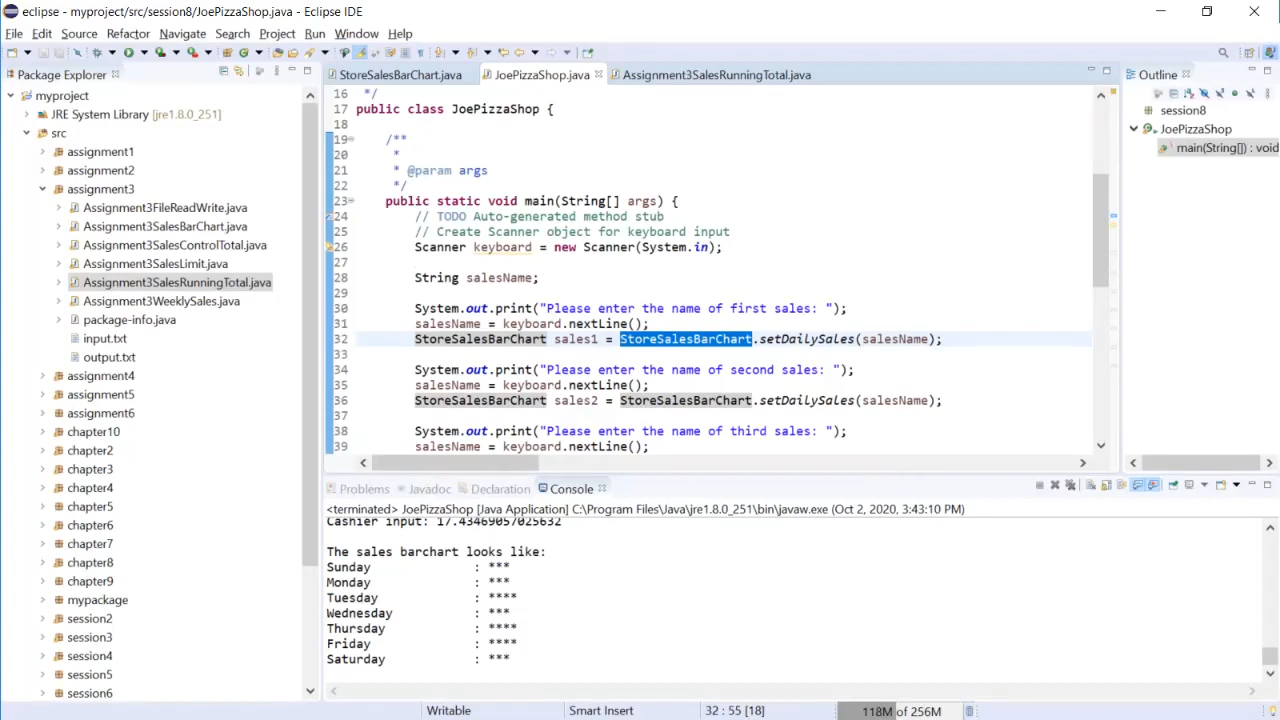 eclipse - myproject/src/session8/JoePizzaShop.java - Eclipse IDE
File Edit Source Refactor Navigate Search Project Run Window Help
Package Explorer
myproject
JRE System Library [jre1.8.0_251]
src
assignment1
assignment2
assignment3
Assignment3FileReadWrite.java
Assignment3SalesBarChart.java
Assignment3SalesControlTotal.java
Assignment3SalesLimit.java
Assignment3SalesRunningTotal.java
Assignment3WeeklySales.java
package-info.java
input.txt
output.txt
assignment4
assignment5
assignment6
chapter10
chapter2
chapter3
chapter4
chapter5
chapter6
chapter7
chapter8
chapter9
mypackage
session2
session3
session4
session5
session6
StoreSalesBarChart.java JoePizzaShop.java Assignment3SalesRunningTotal.java
16 */
17 public class JoePizzaShop {
18
19 /**
20 *
21 * @param args
22 */
23 public static void main(String[] args) {
24 // TODO Auto-generated method stub
25 // Create Scanner object for keyboard input
26 Scanner keyboard = new Scanner(System.in);
27
28 String salesName;
29
30 System.out.print("Please enter the name of first sales: ");
31 salesName = keyboard.nextLine();
32 StoreSalesBarChart sales1 = StoreSalesBarChart.setDailySales(salesName);
33
34 System.out.print("Please enter the name of second sales: ");
35 salesName = keyboard.nextLine();
36 StoreSalesBarChart sales2 = StoreSalesBarChart.setDailySales(salesName);
37
38 System.out.print("Please enter the name of third sales: ");
39 salesName = keyboard.nextLine();
Outline
session8
JoePizzaShop
main(String[]) : void
Problems Javadoc Declaration Console
<terminated> JoePizzaShop [Java Application] C:\Program Files\Java\jre1.8.0_251\bin\javaw.exe (Oct 2, 2020, 3:43:10 PM)
Cashier input: 17.43469057025632
The sales barchart looks like:
Sunday : ***
Monday : ***
Tuesday : ****
Wednesday : ***
Thursday : ****
Friday : ****
Saturday : ***
Writable Smart Insert 32 : 55 [18] 118M of 256M